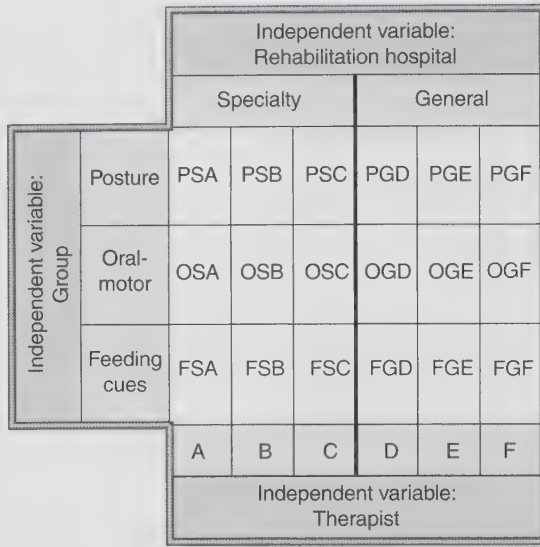 Independent variable:
Rehabilitation hospital
Specialty General
Independent variable:
Group
Posture PSA PSB PSC PGD PGE PGF
Oral-
motor OSA OSB OSC OGD OGE OGF
Feeding
cues FSA FSB FSC FGD FGE FGF
A B C D E F
Independent variable:
Therapist